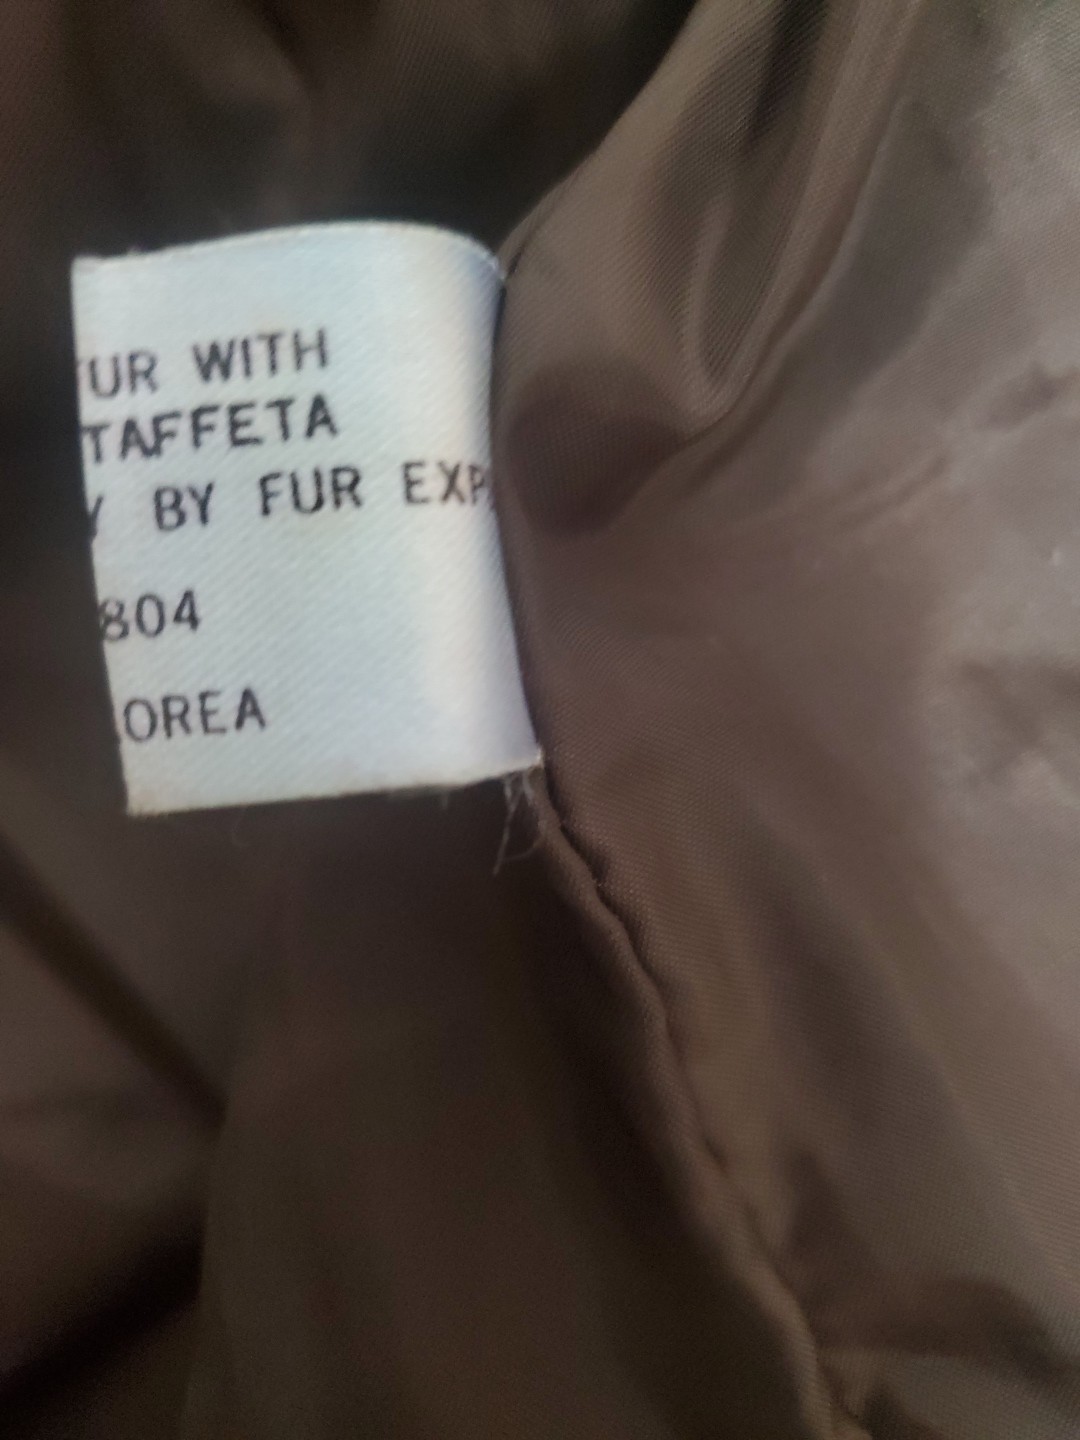 UR WITH
TAFFETA
BY FUR EXP
804
OREA